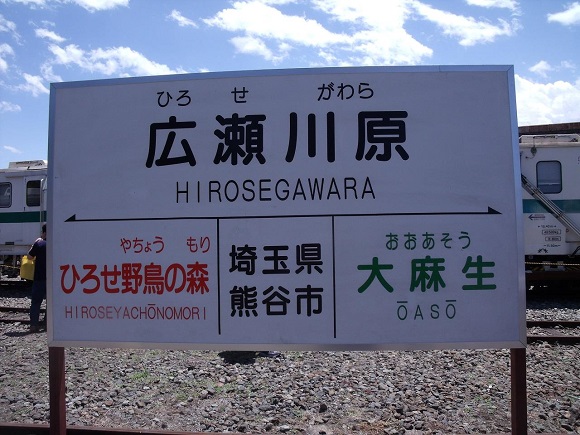 ひろ せ がわら
広瀬川原
HIROSEGAWARA
やちょう もり
ひろせ野鳥の森
HIROSEYACHŌNOMORI
埼玉県
熊谷市
おおあそう
大麻生
ŌASŌ